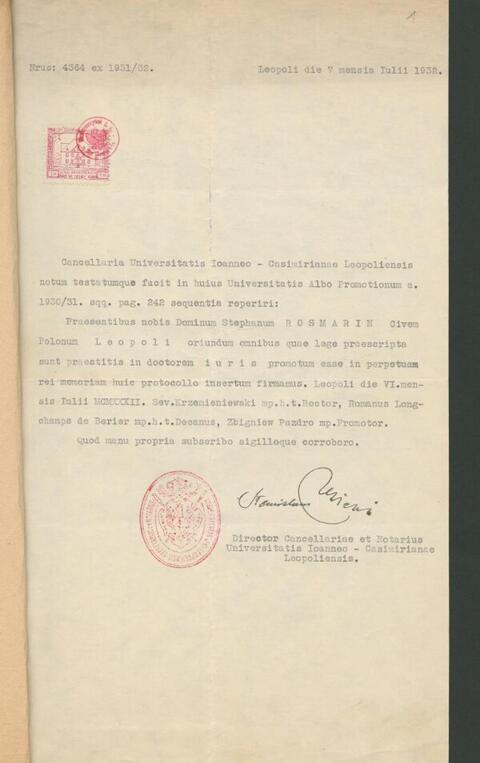 1
Nrus: 4364 ex 1931/32. Leopoli die V mensis Iulii 1932.
Cancellaria Universitatis Ioanneo - Casimirianae Leopoliensis
notum testatumque facit in huius Universitatis Albo Promotionum a.
1930/31. sqq. pag. 242 sequentia reperiri:
Praesentibus nobis Dominum Stephanum R O S M A R I N Civem
Polonum L e o p o l i oriundum omnibus quae lege praescripta
sunt praestitis in doctorem i u r i s promotum esse in perpetuam
rei memoriam huic protocollo insertum firmamus. Leopoli die VI.men-
sis Iulii MCMXXXII. Sev.Krzemieniewski mp.h.t.Rector, Romanus Long-
champs de Berier mp.h.t.Decanus, Zbigniew Pazdro mp.Promotor.
Quod manu propria subscribo sigilloque corroboro.
Stanislaus
Director Cancellariae et Notarius
Universitatis Ioanneo - Casimirianae
Leopoliensis.